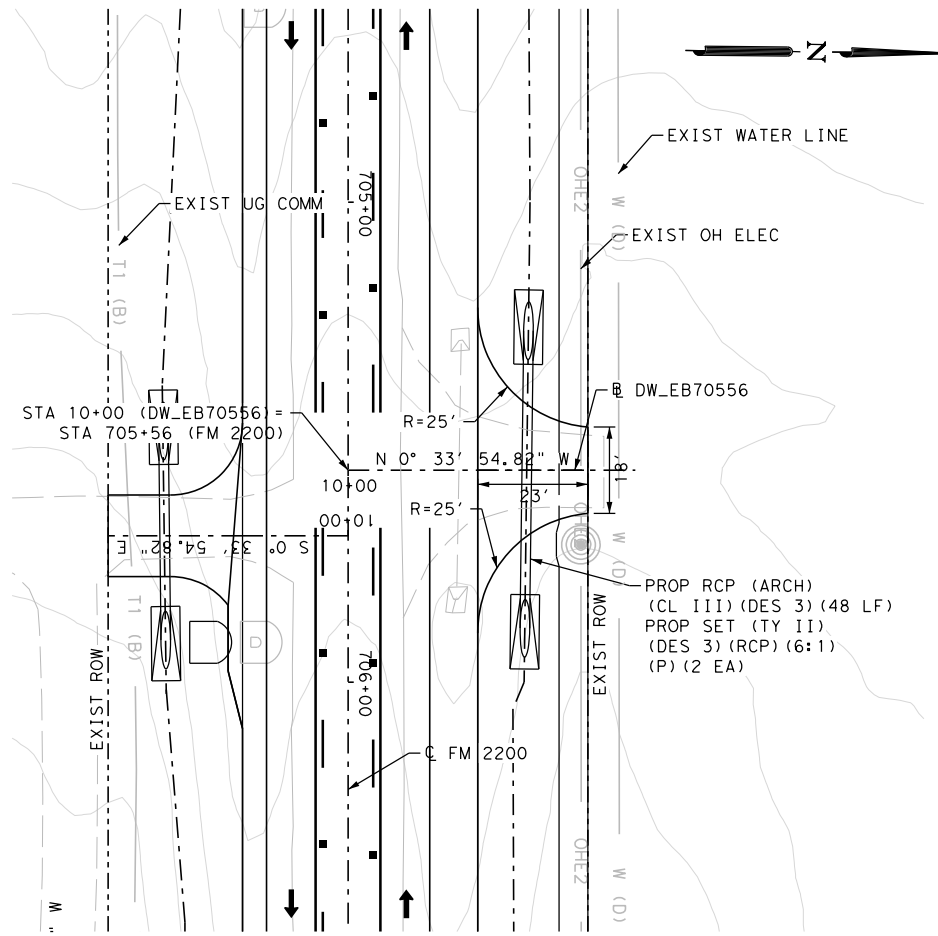 N
EXIST WATER LINE
EXIST UG COMM
705+00
OHE2
W (D)
EXIST OH ELEC
T1 (B)
℄ DW_EB70556
STA 10+00 (DW_EB70556)=
STA 705+56 (FM 2200)
R=25'
N 0° 33' 54.82" W
18'
10+00
23'
10+00
R=25'
S 0° 33' 54.82" E
OHE2
W (D)
PROP RCP (ARCH)
(CL III)(DES 3)(48 LF)
PROP SET (TY II)
(DES 3)(RCP)(6:1)
(P)(2 EA)
T1 (B)
D
D
EXIST ROW
EXIST ROW
706+00
℄ FM 2200
OHE2
W (D)
" W